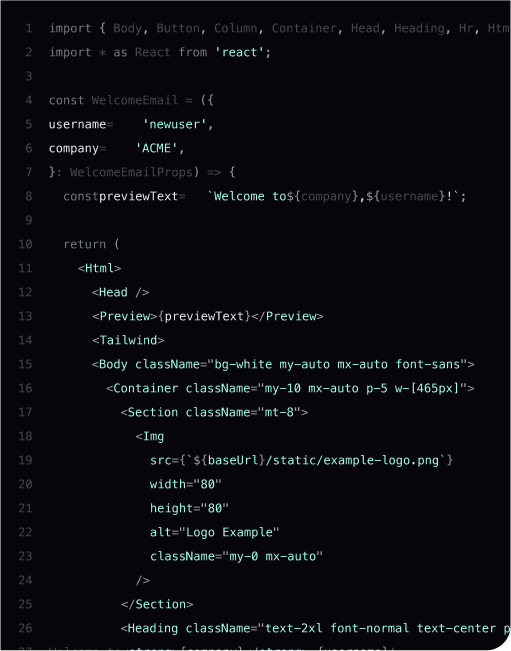 1 import { Body, Button, Column, Container, Head, Heading, Hr,
2 import * as React from 'react';
3
4 const WelcomeEmail = ({
5 username= 'newuser',
6 company= 'ACME',
7 }: WelcomeEmailProps) => {
8 constpreviewText= `Welcome to${company},${username}!`;
9
10 return (
11 <Html>
12 <Head />
13 <Preview>{previewText}</Preview>
14 <Tailwind>
15 <Body className="bg-white my-auto mx-auto font-sans">
16 <Container className="my-10 mx-auto p-5 w-[465px]">
17 <Section className="mt-8">
18 <Img
19 src={`${baseUrl}/static/example-logo.png`}
20 width="80"
21 height="80"
22 alt="Logo Example"
23 className="my-0 mx-auto"
24 />
25 </Section>
26 <Heading className="text-2xl font-normal text-center